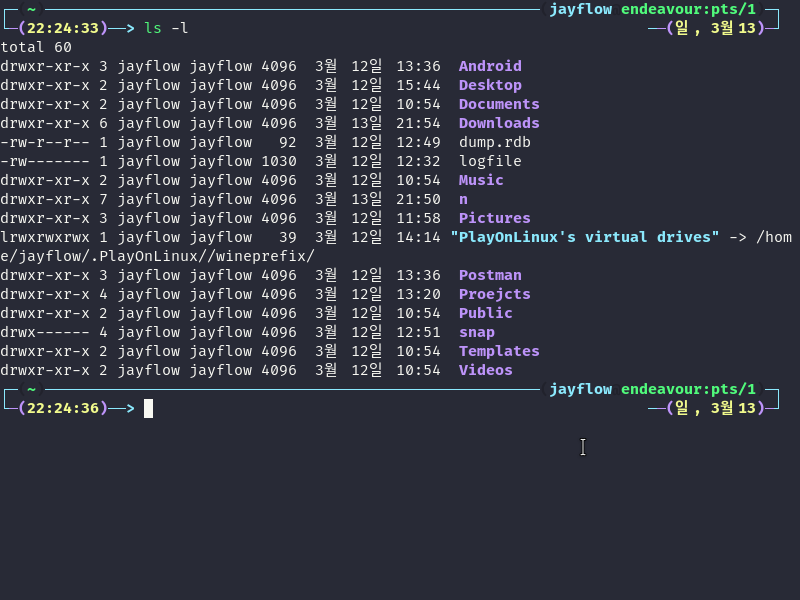 ~ jayflow endeavour:pts/1
(22:24:33)—> ls -l (일 , 3월 13)
total 60
drwxr-xr-x 3 jayflow jayflow 4096 3월 12일 13:36 Android
drwxr-xr-x 2 jayflow jayflow 4096 3월 12일 15:44 Desktop
drwxr-xr-x 2 jayflow jayflow 4096 3월 12일 10:54 Documents
drwxr-xr-x 6 jayflow jayflow 4096 3월 13일 21:54 Downloads
-rw-r--r-- 1 jayflow jayflow 92 3월 12일 12:49 dump.rdb
-rw------- 1 jayflow jayflow 1030 3월 12일 12:32 logfile
drwxr-xr-x 2 jayflow jayflow 4096 3월 12일 10:54 Music
drwxr-xr-x 7 jayflow jayflow 4096 3월 13일 21:50 n
drwxr-xr-x 3 jayflow jayflow 4096 3월 12일 11:58 Pictures
lrwxrwxrwx 1 jayflow jayflow 39 3월 12일 14:14 "PlayOnLinux's virtual drives" -> /hom
e/jayflow/.PlayOnLinux//wineprefix/
drwxr-xr-x 3 jayflow jayflow 4096 3월 12일 13:36 Postman
drwxr-xr-x 4 jayflow jayflow 4096 3월 12일 13:20 Proejcts
drwxr-xr-x 2 jayflow jayflow 4096 3월 12일 10:54 Public
drwx------ 4 jayflow jayflow 4096 3월 12일 12:51 snap
drwxr-xr-x 2 jayflow jayflow 4096 3월 12일 10:54 Templates
drwxr-xr-x 2 jayflow jayflow 4096 3월 12일 10:54 Videos
~ jayflow endeavour:pts/1
(22:24:36)—> (일 , 3월 13)